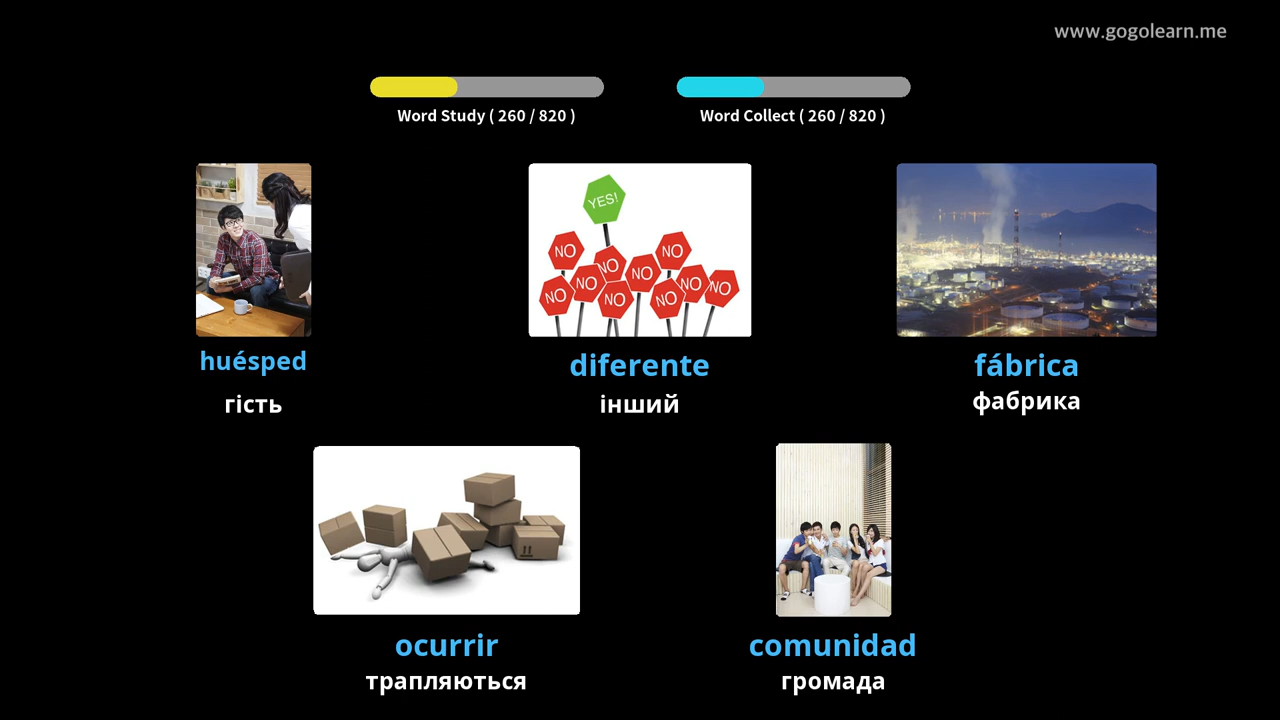 www.gogolearn.me
Word Study ( 260 / 820 )
Word Collect ( 260 / 820 )
YES!
NO
NO
NO
NO
NO
NO
NO
NO
NO
NO
huésped
diferente
fábrica
гість
інший
фабрика
ocurrir
comunidad
трапляються
громада